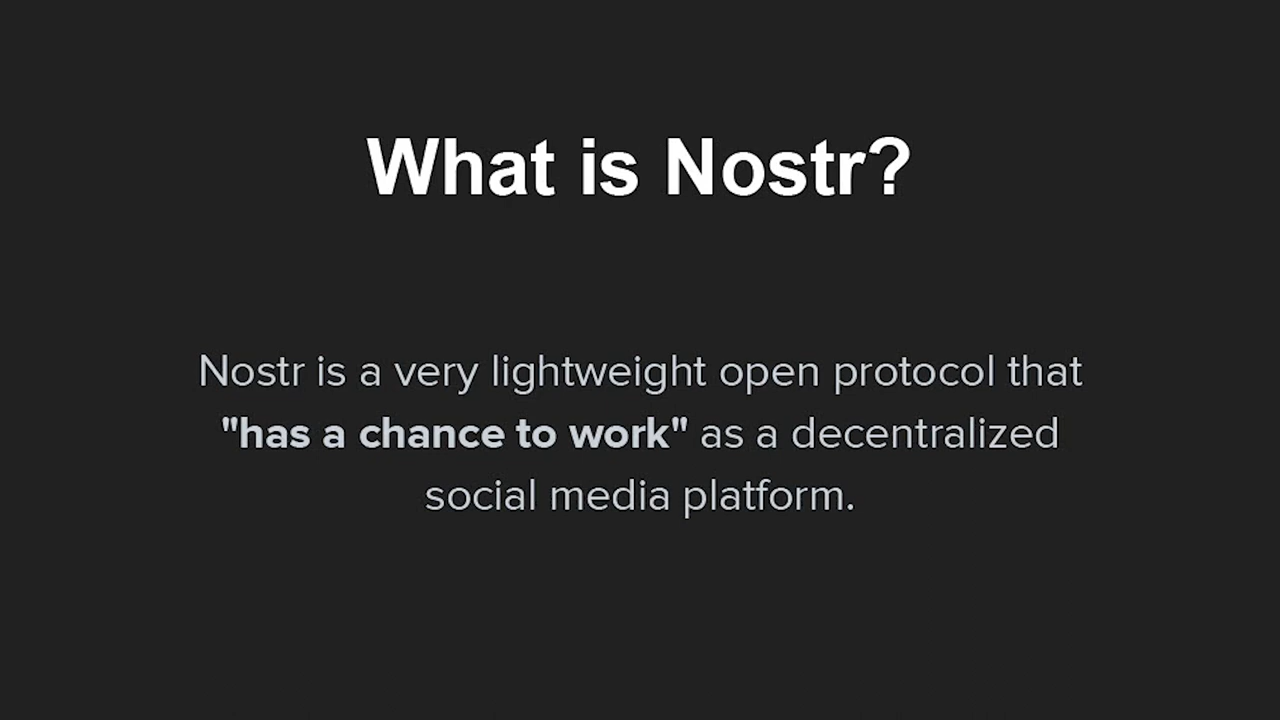 What is Nostr?
Nostr is a very lightweight open protocol that
"has a chance to work" as a decentralized
social media platform.